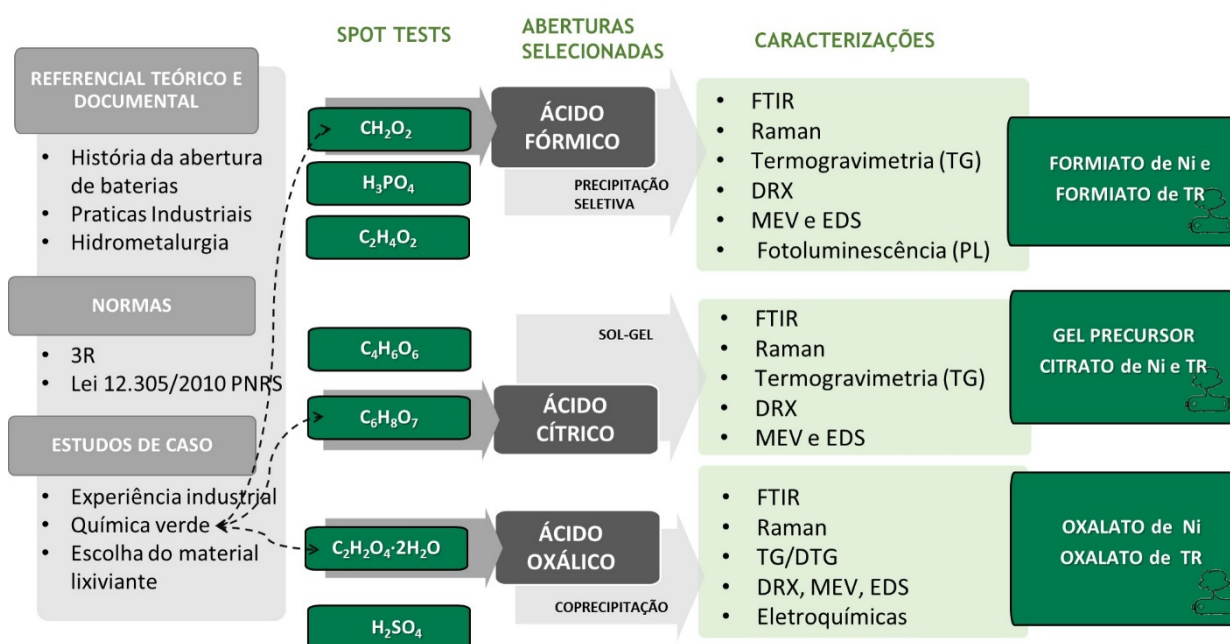 SPOT TESTS
ABERTURAS
SELECIONADAS
CARACTERIZAÇÕES
REFERENCIAL TEÓRICO E
DOCUMENTAL
• História da abertura
de baterias
• Praticas Industriais
• Hidrometalurgia
NORMAS
• 3R
• Lei 12.305/2010 PNRS
ESTUDOS DE CASO
• Experiência industrial
• Química verde
• Escolha do material
lixiviante
CH₂O₂
H₃PO₄
C₂H₄O₂
C₄H₆O₆
C₆H₈O₇
C₂H₂O₄·2H₂O
H₂SO₄
ÁCIDO
FÓRMICO
PRECIPITAÇÃO
SELETIVA
SOL-GEL
ÁCIDO
CÍTRICO
ÁCIDO
OXÁLICO
COPRECIPITAÇÃO
• FTIR
• Raman
• Termogravimetria (TG)
• DRX
• MEV e EDS
• Fotoluminescência (PL)
• FTIR
• Raman
• Termogravimetria (TG)
• DRX
• MEV e EDS
• FTIR
• Raman
• TG/DTG
• DRX, MEV, EDS
• Eletroquímicas
FORMIATO de Ni e
FORMIATO de TR
GEL PRECURSOR
CITRATO de Ni e TR
OXALATO de Ni
OXALATO de TR